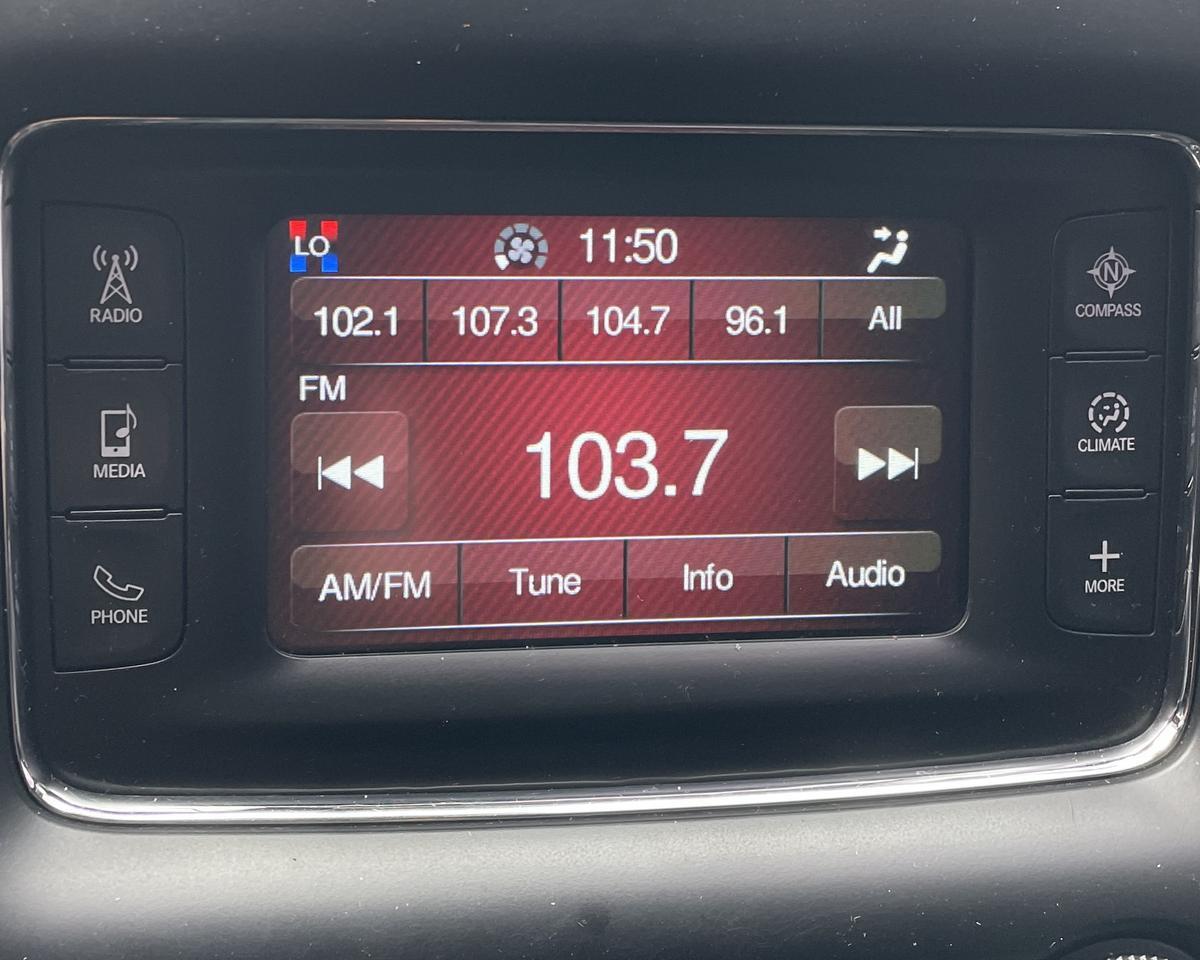 LO 11:50
102.1 107.3 104.7 96.1 All
FM
103.7
AM/FM Tune Info Audio
RADIO
MEDIA
PHONE
N
COMPASS
CLIMATE
MORE